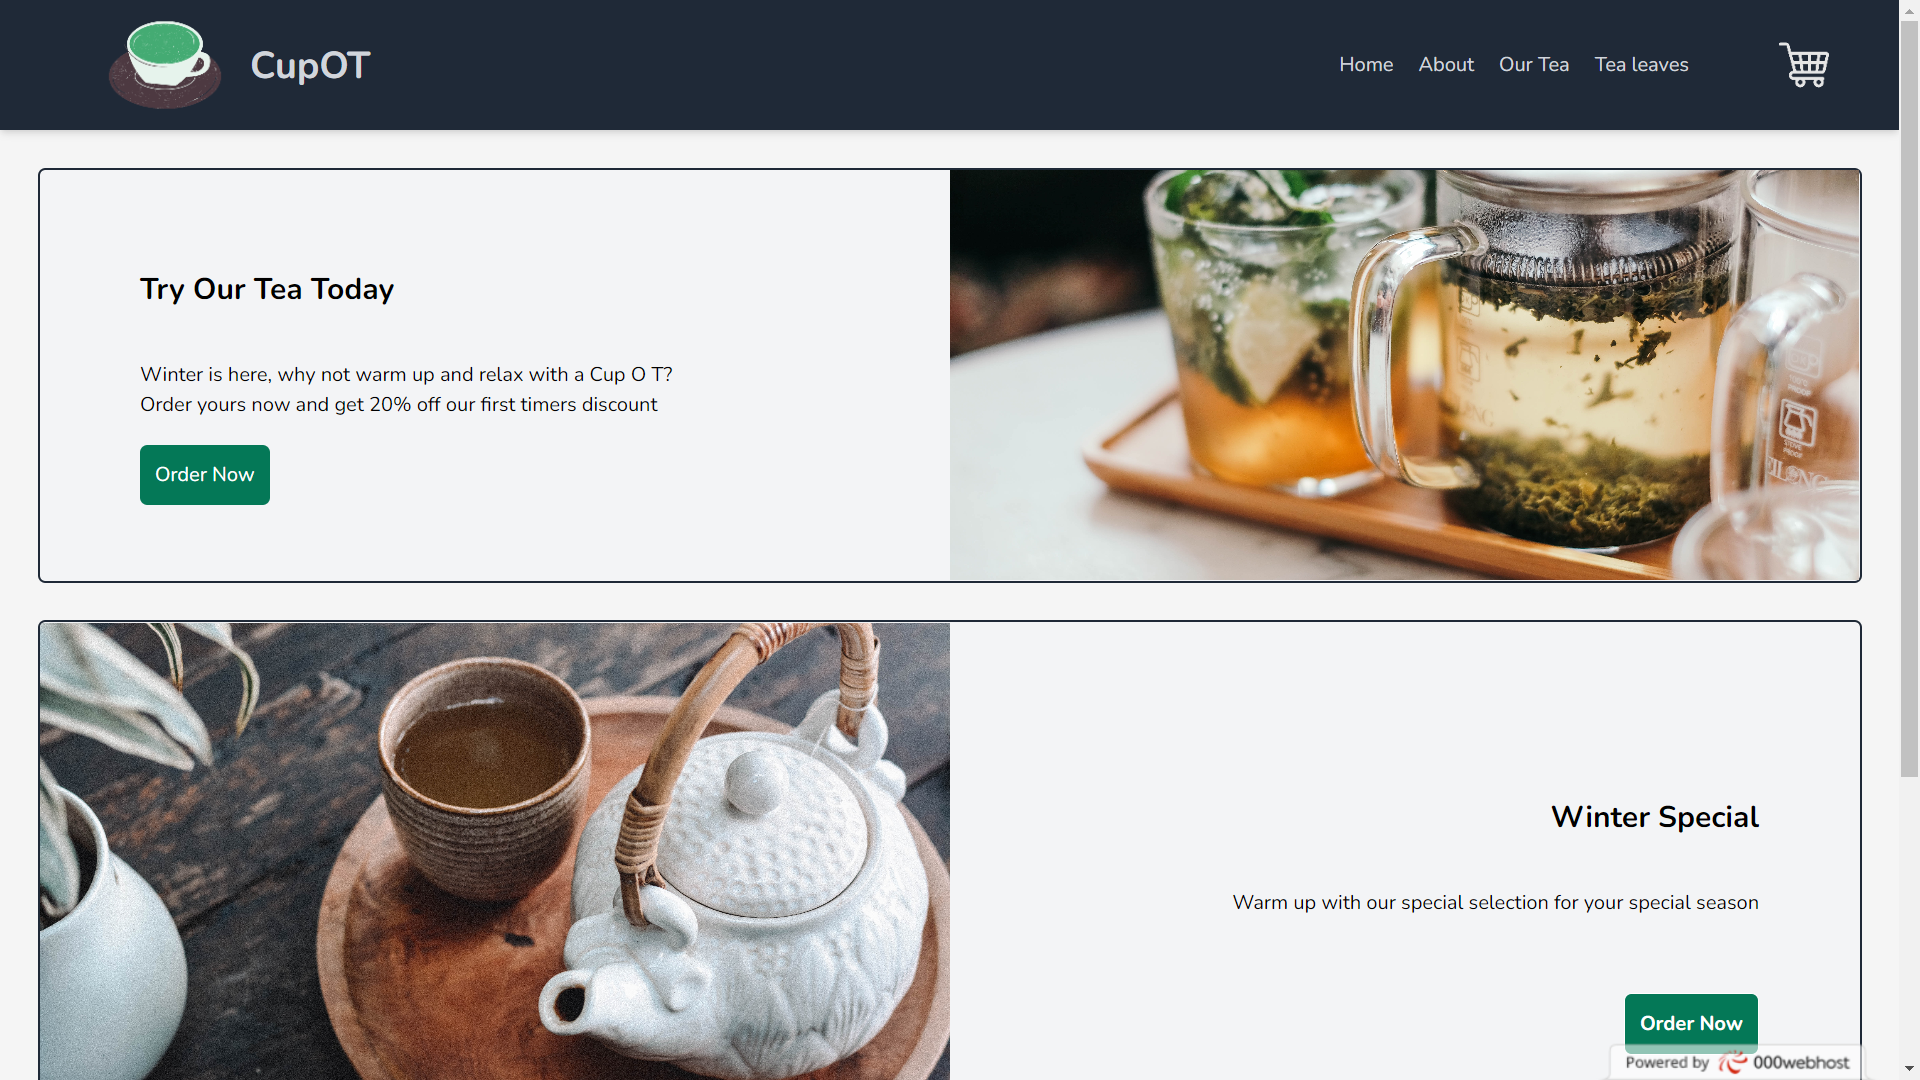 CupOT
Home
About
Our Tea
Tea leaves
Try Our Tea Today
Winter is here, why not warm up and relax with a Cup O T?
Order yours now and get 20% off our first timers discount
Order Now
Winter Special
Warm up with our special selection for your special season
Order Now
Powered by 000webhost